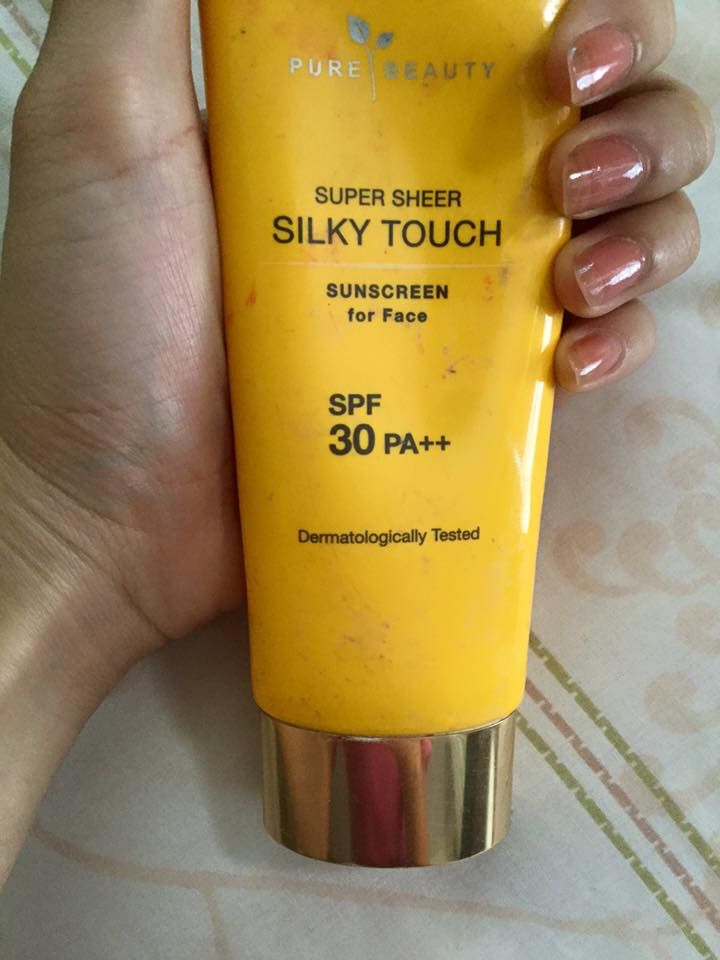 PURE BEAUTY
SUPER SHEER
SILKY TOUCH
SUNSCREEN
for Face
SPF
30 PA++
Dermatologically Tested